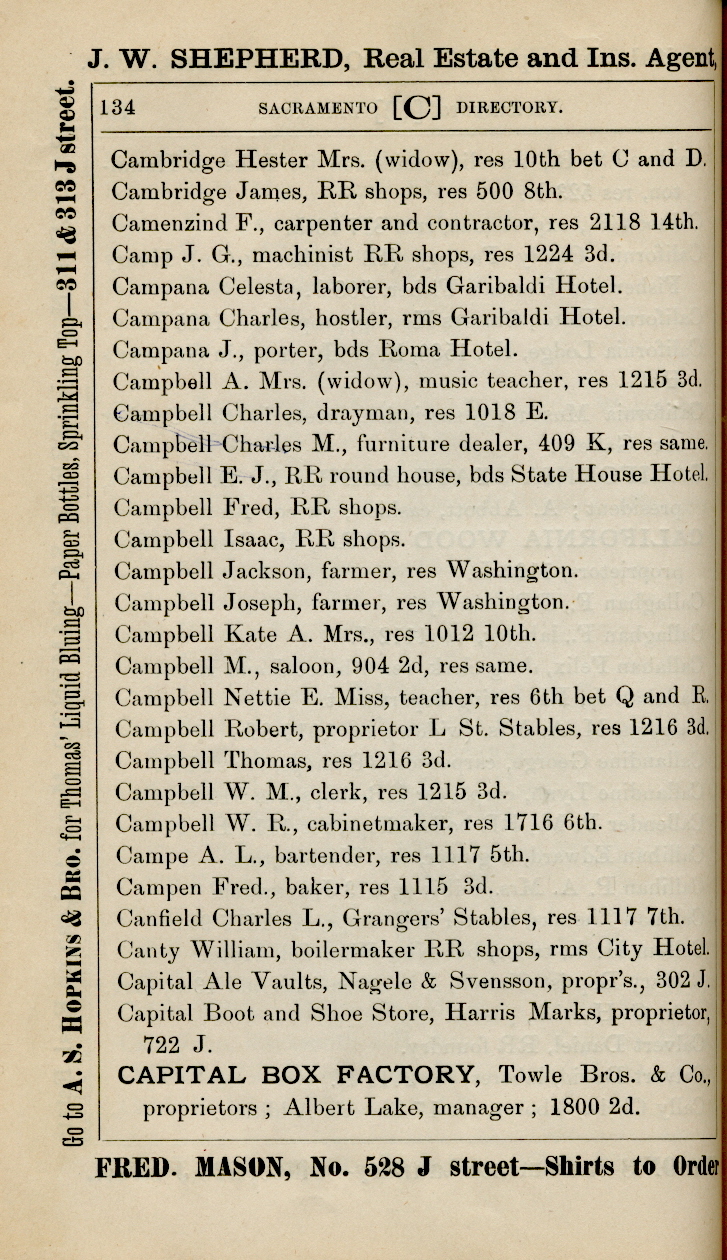 J. W. SHEPHERD, Real Estate and Ins. Agent,
134 SACRAMENTO [C] DIRECTORY.
Cambridge Hester Mrs. (widow), res 10th bet C and D.
Cambridge James, RR shops, res 500 8th.
Camenzind F., carpenter and contractor, res 2118 14th.
Camp J. G., machinist RR shops, res 1224 3d.
Campana Celesta, laborer, bds Garibaldi Hotel.
Campana Charles, hostler, rms Garibaldi Hotel.
Campana J., porter, bds Roma Hotel.
Campbell A. Mrs. (widow), music teacher, res 1215 3d.
Campbell Charles, drayman, res 1018 E.
Campbell Charles M., furniture dealer, 409 K, res same.
Campbell E. J., RR round house, bds State House Hotel.
Campbell Fred, RR shops.
Campbell Isaac, RR shops.
Campbell Jackson, farmer, res Washington.
Campbell Joseph, farmer, res Washington.
Campbell Kate A. Mrs., res 1012 10th.
Campbell M., saloon, 904 2d, res same.
Campbell Nettie E. Miss, teacher, res 6th bet Q and R.
Campbell Robert, proprietor L St. Stables, res 1216 3d.
Campbell Thomas, res 1216 3d.
Campbell W. M., clerk, res 1215 3d.
Campbell W. R., cabinetmaker, res 1716 6th.
Campe A. L., bartender, res 1117 5th.
Campen Fred., baker, res 1115 3d.
Canfield Charles L., Grangers' Stables, res 1117 7th.
Canty William, boilermaker RR shops, rms City Hotel.
Capital Ale Vaults, Nagele & Svensson, propr's., 302 J.
Capital Boot and Shoe Store, Harris Marks, proprietor,
722 J.
CAPITAL BOX FACTORY, Towle Bros. & Co.,
proprietors ; Albert Lake, manager ; 1800 2d.
FRED. MASON, No. 528 J street—Shirts to Order
Go to A. S. HOPKINS & BRO. for Thomas' Liquid Bluing—Paper Bottles, Sprinkling Top—311 & 313 J street.